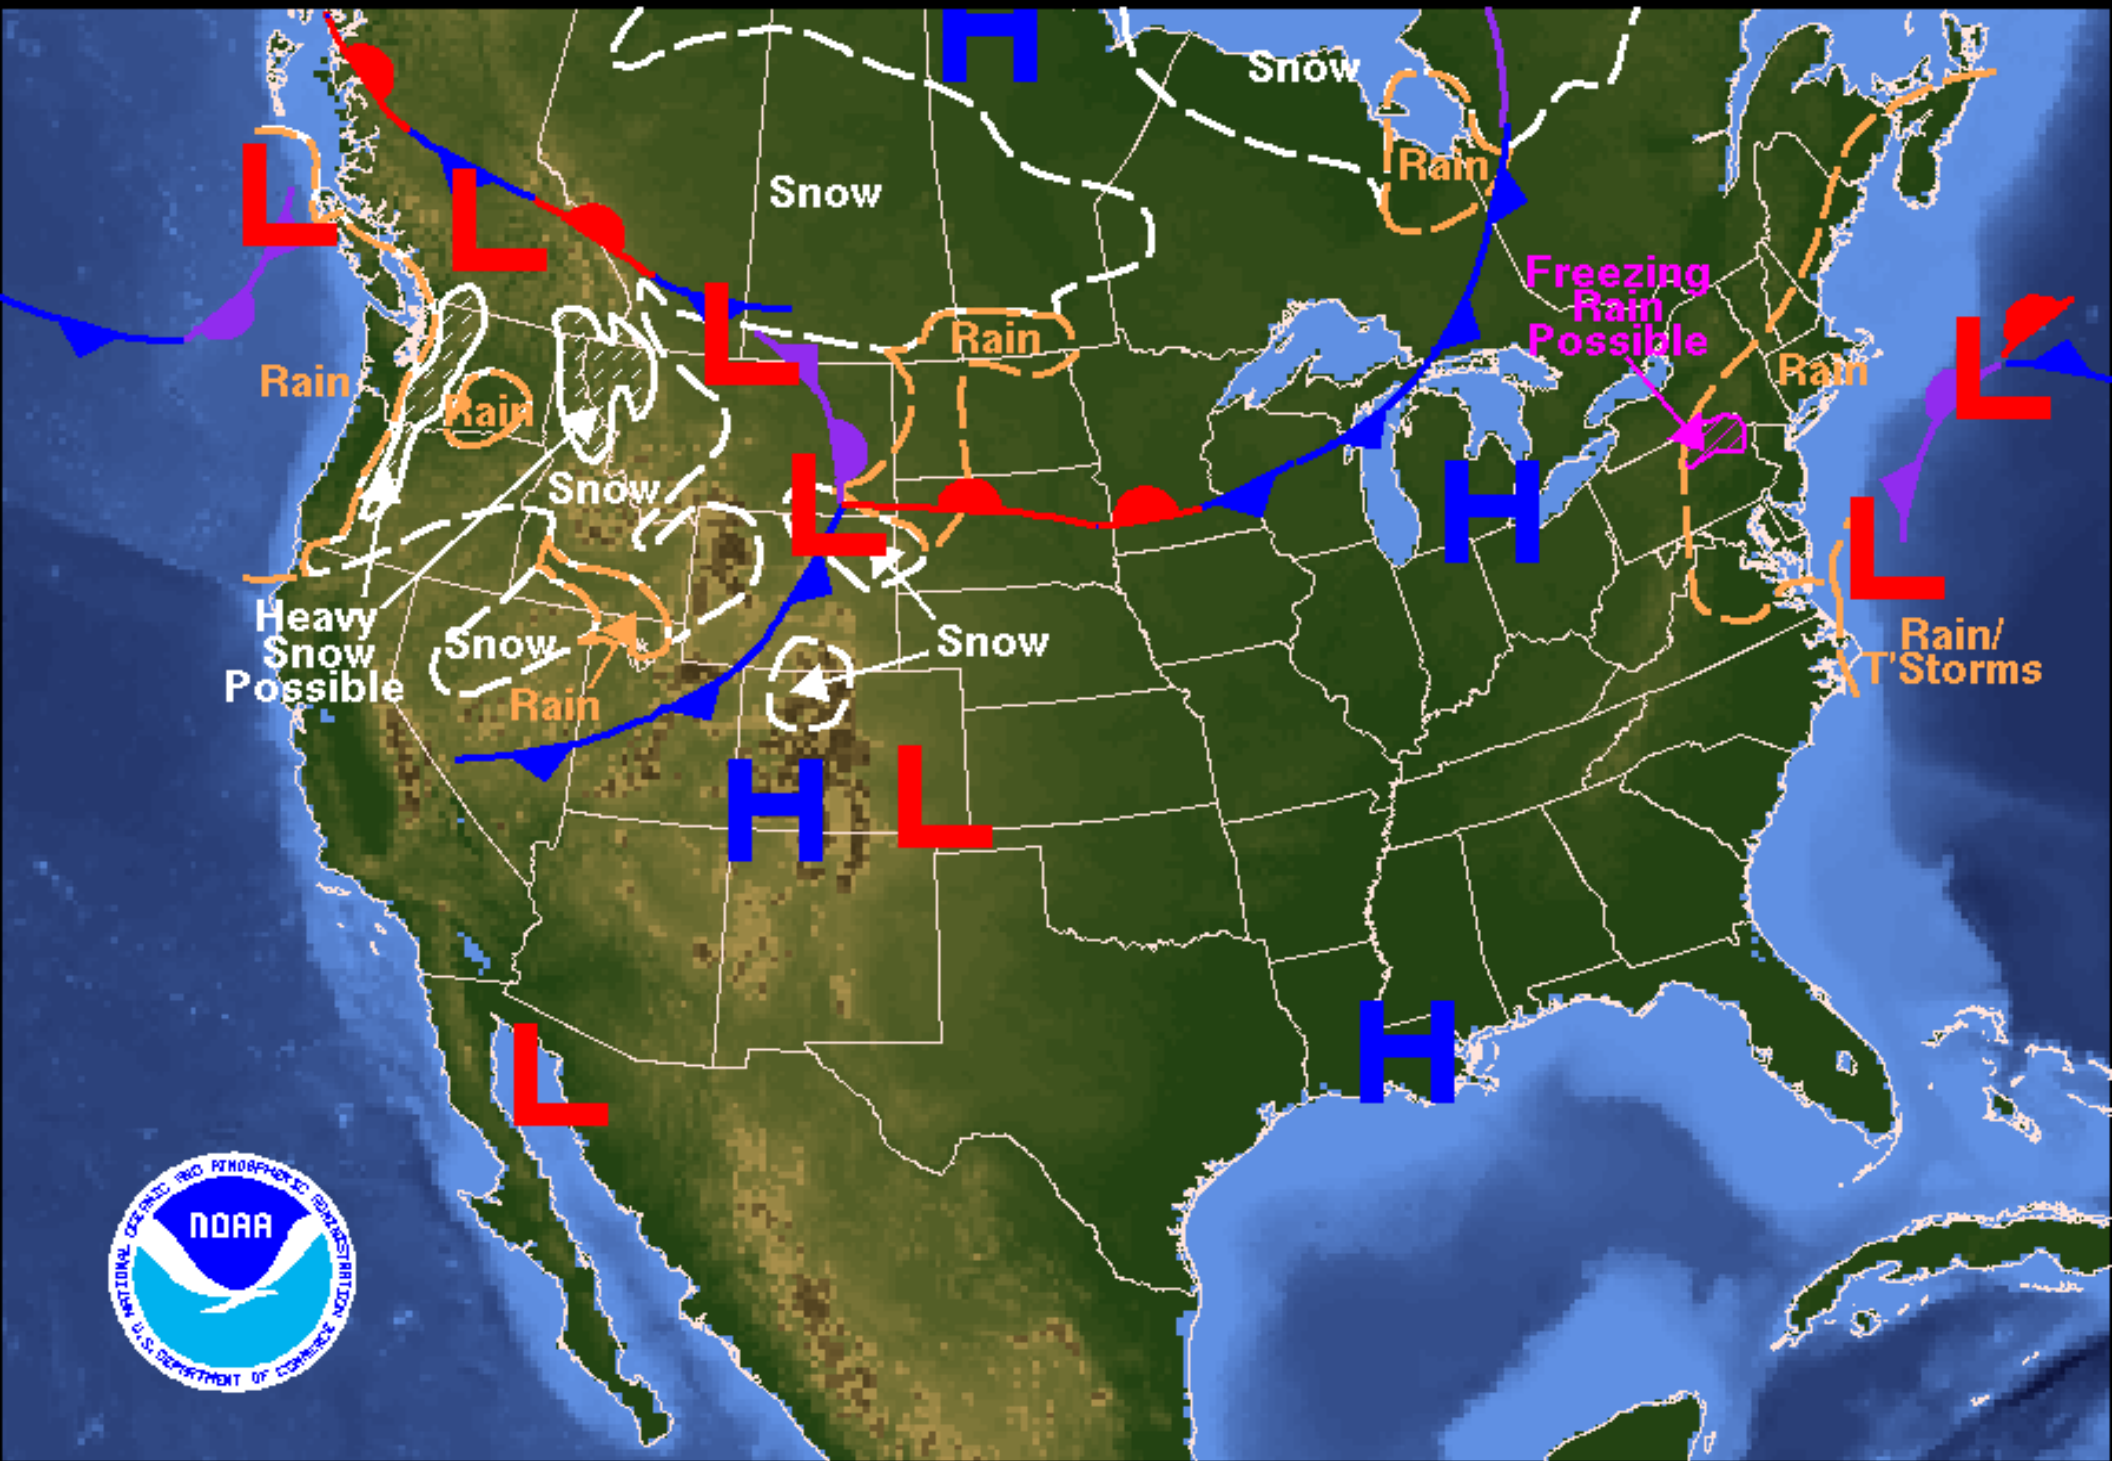 H
Snow
Rain
Snow
L
L
Freezing
Rain
Possible
L
Rain
Rain
Rain
L
Rain
Snow
L
H
L
Heavy
Snow
Possible
Snow
Snow
Rain/
T'Storms
Rain
H
L
H
L
NOAA
NATIONAL OCEANIC AND ATMOSPHERIC ADMINISTRATION
U.S. DEPARTMENT OF COMMERCE